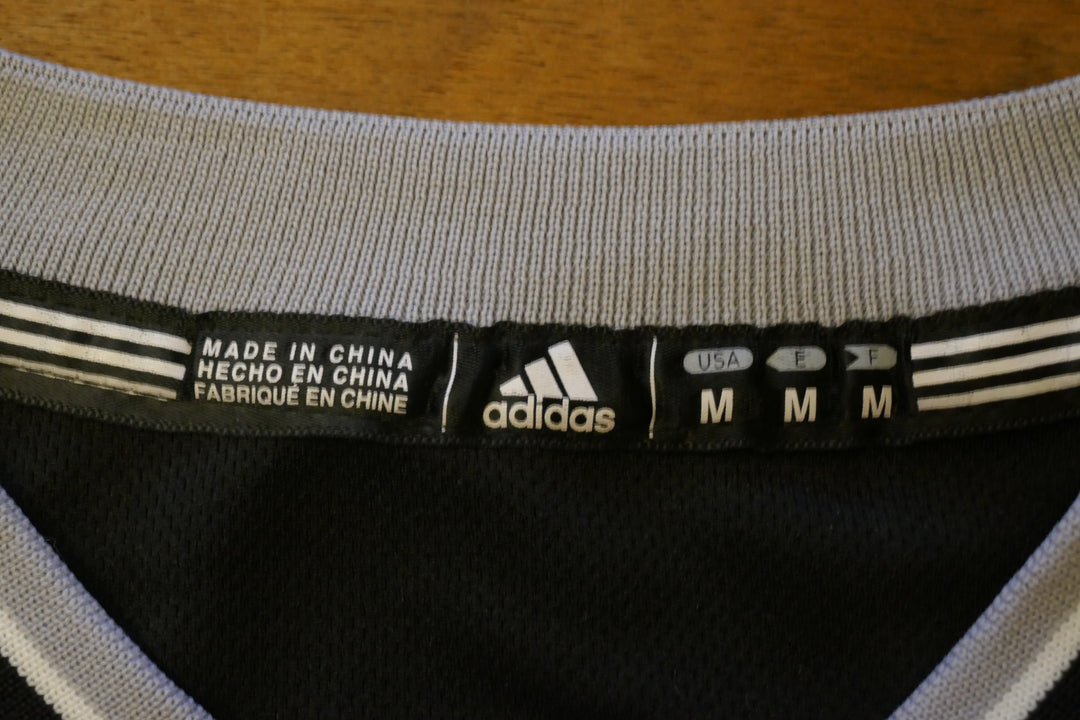 MADE IN CHINA
HECHO EN CHINA
FABRIQUÉ EN CHINE
adidas
USA E F
M M M